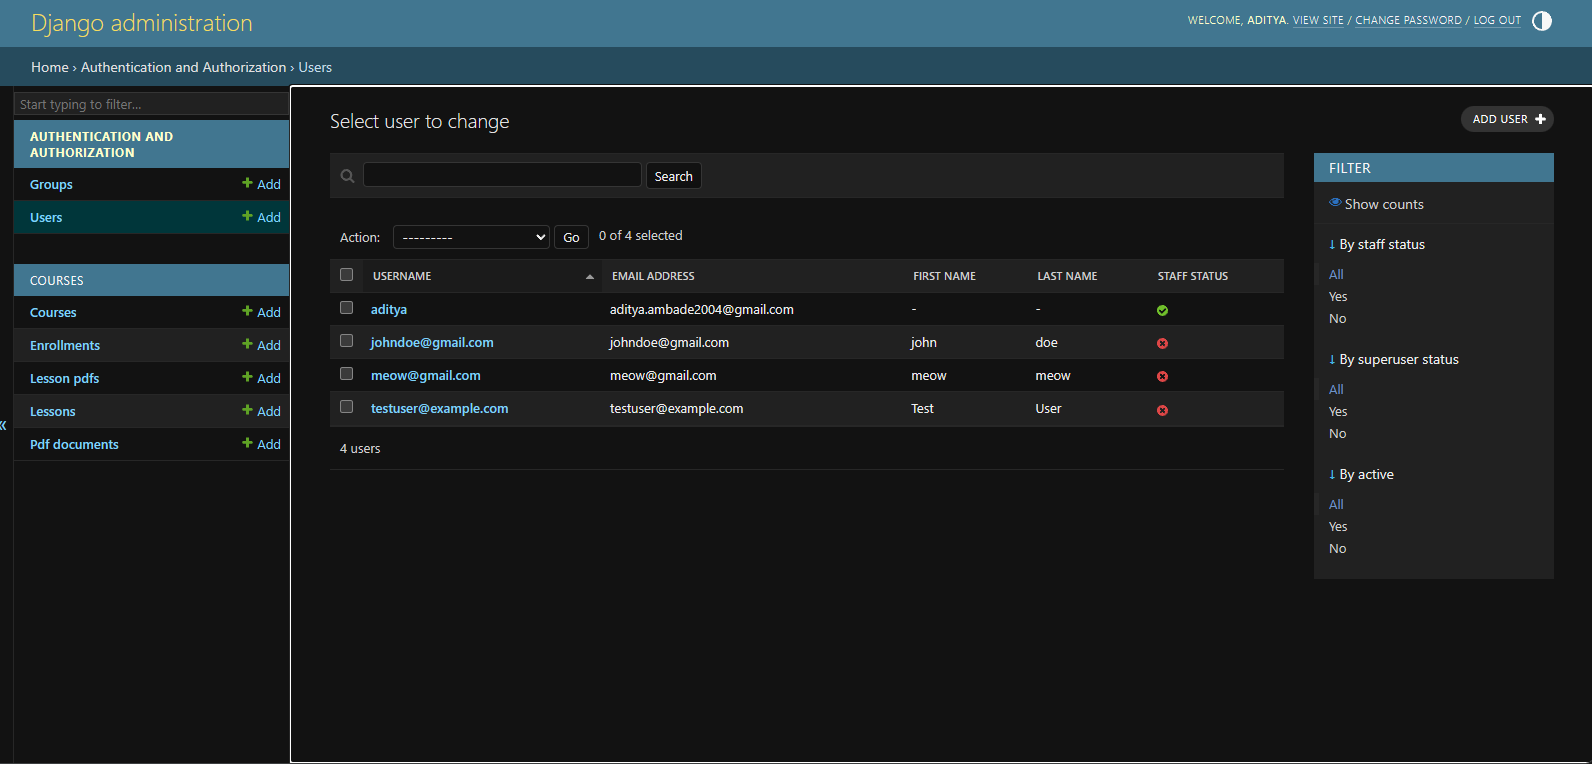 Django administration
WELCOME, ADITYA. VIEW SITE / CHANGE PASSWORD / LOG OUT
Home › Authentication and Authorization › Users
Start typing to filter...
AUTHENTICATION AND
AUTHORIZATION
Groups + Add
Users + Add
COURSES
Courses + Add
Enrollments + Add
Lesson pdfs + Add
Lessons + Add
Pdf documents + Add
«
Select user to change
ADD USER +
Search
Action: --------- Go 0 of 4 selected
USERNAME EMAIL ADDRESS FIRST NAME LAST NAME STAFF STATUS
aditya aditya.ambade2004@gmail.com - -
johndoe@gmail.com johndoe@gmail.com john doe
meow@gmail.com meow@gmail.com meow meow
testuser@example.com testuser@example.com Test User
4 users
FILTER
Show counts
↓ By staff status
All
Yes
No
↓ By superuser status
All
Yes
No
↓ By active
All
Yes
No